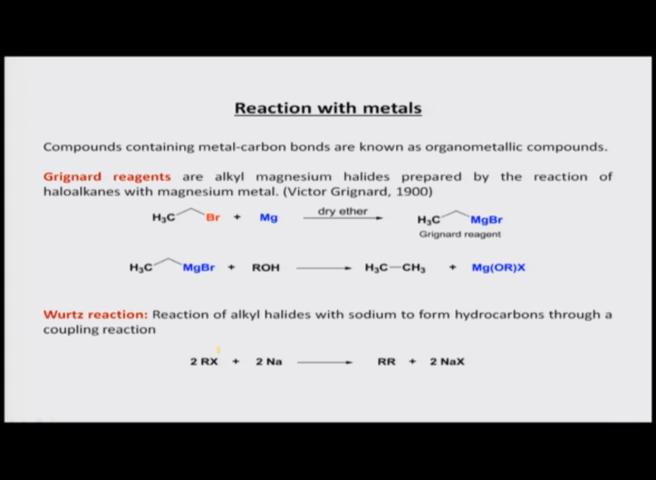 Reaction with metals
Compounds containing metal-carbon bonds are known as organometallic compounds.
Grignard reagents are alkyl magnesium halides prepared by the reaction of
haloalkanes with magnesium metal. (Victor Grignard, 1900)
H₃C Br + Mg dry ether H₃C MgBr
Grignard reagent
H₃C MgBr + ROH H₃C—CH₃ + Mg(OR)X
Wurtz reaction: Reaction of alkyl halides with sodium to form hydrocarbons through a
coupling reaction
2 RX + 2 Na RR + 2 NaX